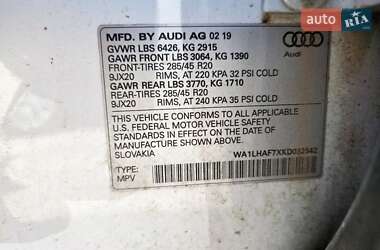 MFD. BY AUDI AG 02 19
GVWR LBS 6426, KG 2915
GAWR FRONT LBS 3064, KG 1390
FRONT-TIRES 285/45 R20
9JX20 RIMS, AT 220 KPA 32 PSI COLD
GAWR REAR LBS 3770, KG 1710
REAR-TIRES 285/45 R20
9JX20 RIMS, AT 240 KPA 35 PSI COLD
THIS VEHICLE CONFORMS TO ALL APPLICABLE
U.S. FEDERAL MOTOR VEHICLE SAFETY
STANDARDS IN EFFECT ON THE DATE OF
MANUFACTURE SHOWN ABOVE.
SLOVAKIA
WA1LHAF7XKD032542
TYPE:
MPV
Audi
AUTO RIA .com